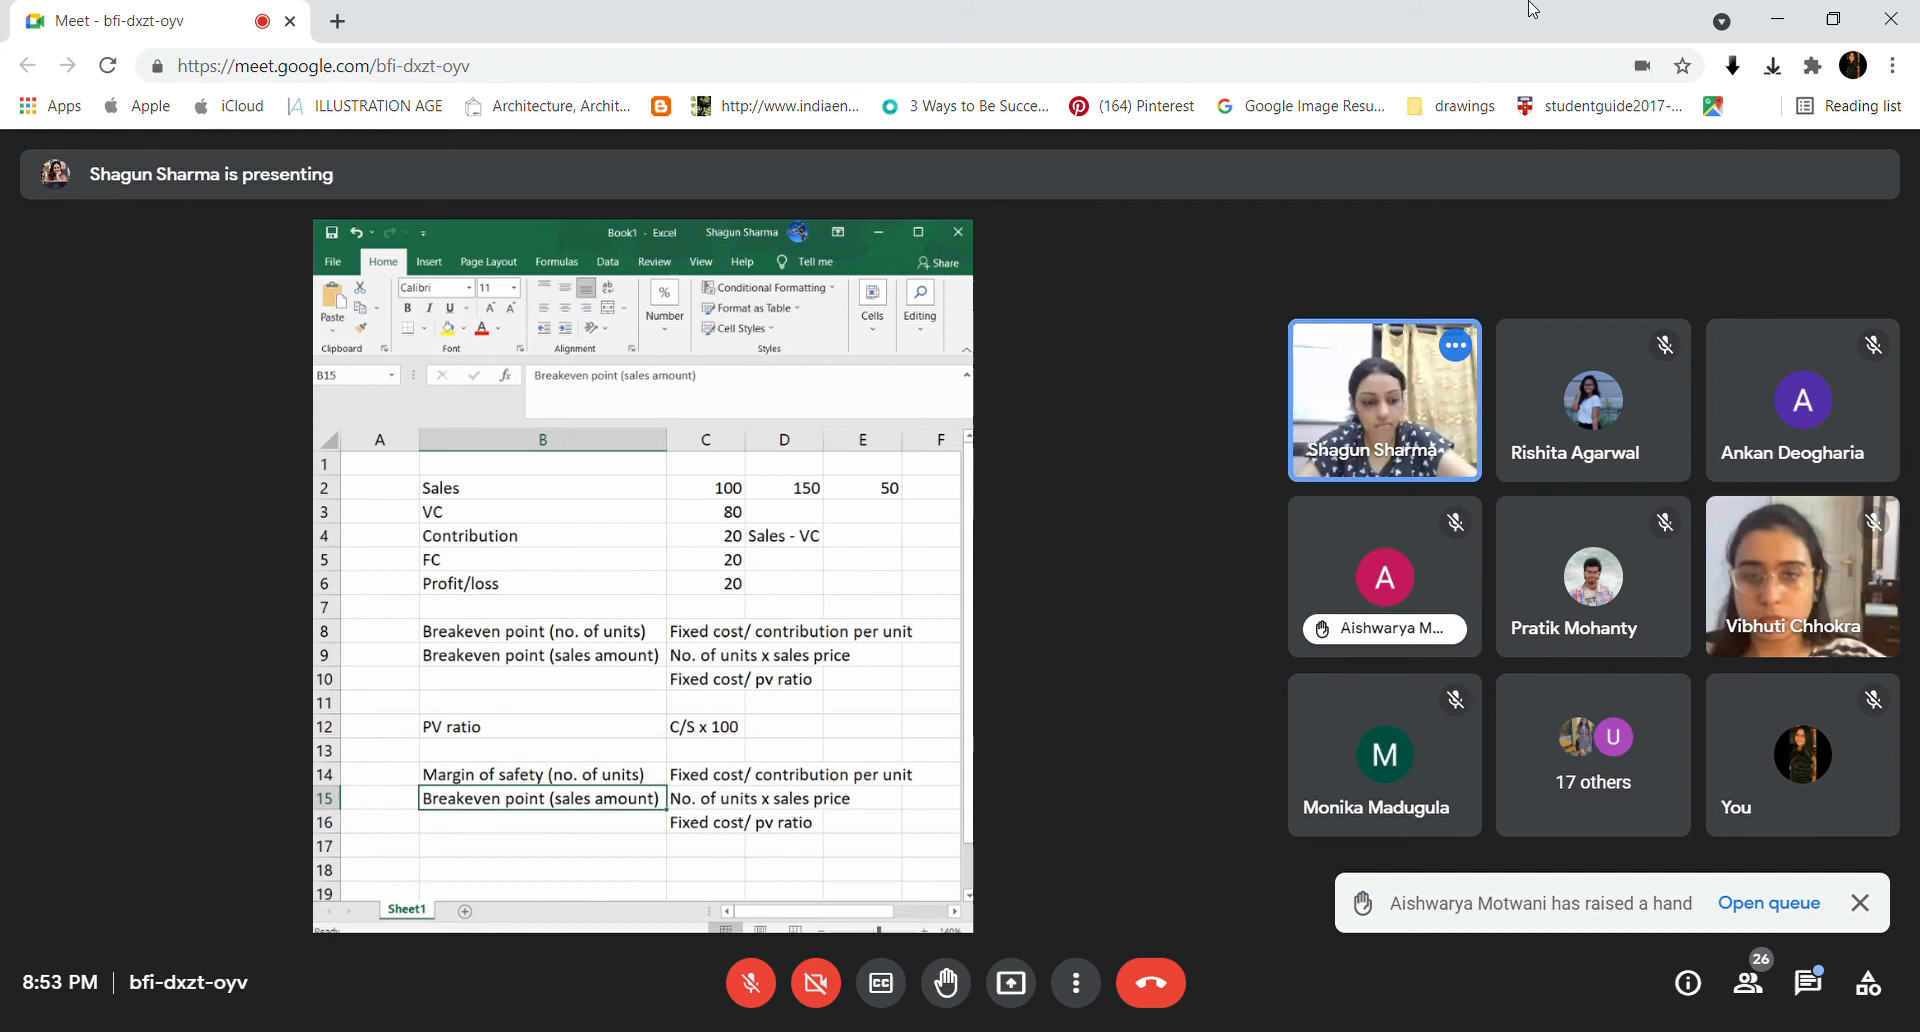 Meet - bfi-dxzt-oyv
https://meet.google.com/bfi-dxzt-oyv
Apps
Apple
iCloud
ILLUSTRATION AGE
Architecture, Archit...
http://www.indiaen...
3 Ways to Be Succe...
(164) Pinterest
Google Image Resu...
drawings
studentguide2017-...
Reading list
Shagun Sharma is presenting
Book1 - Excel
Shagun Sharma
File Home Insert Page Layout Formulas Data Review View Help Tell me Share
Calibri 11
Paste
B I U
A A
A
ab
%
Number
Conditional Formatting
Format as Table
Cell Styles
Cells
Editing
Clipboard Font Alignment Styles
B15 fx Breakeven point (sales amount)
A B C D E F
1
2 Sales 100 150 50
3 VC 80
4 Contribution 20 Sales - VC
5 FC 20
6 Profit/loss 20
7
8 Breakeven point (no. of units) Fixed cost/ contribution per unit
9 Breakeven point (sales amount) No. of units x sales price
10 Fixed cost/ pv ratio
11
12 PV ratio C/S x 100
13
14 Margin of safety (no. of units) Fixed cost/ contribution per unit
15 Breakeven point (sales amount) No. of units x sales price
16 Fixed cost/ pv ratio
17
18
19
Sheet1
Ready
140%
Shagun Sharma
Rishita Agarwal
A
Ankan Deogharia
A
Aishwarya M...
Pratik Mohanty
Vibhuti Chhokra
M
Monika Madugula
U
17 others
You
Aishwarya Motwani has raised a hand Open queue
8:53 PM | bfi-dxzt-oyv
CC
26